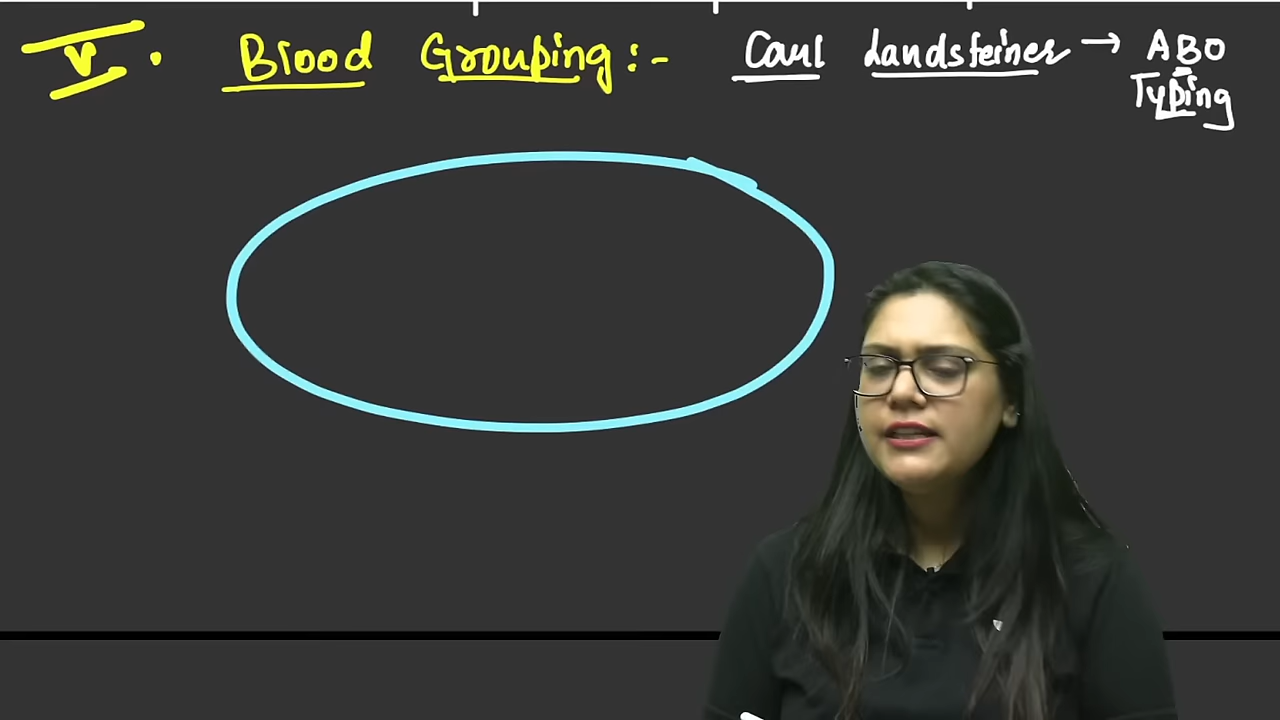 V. Blood Grouping:- Carl Landsteiner → ABO
Typing